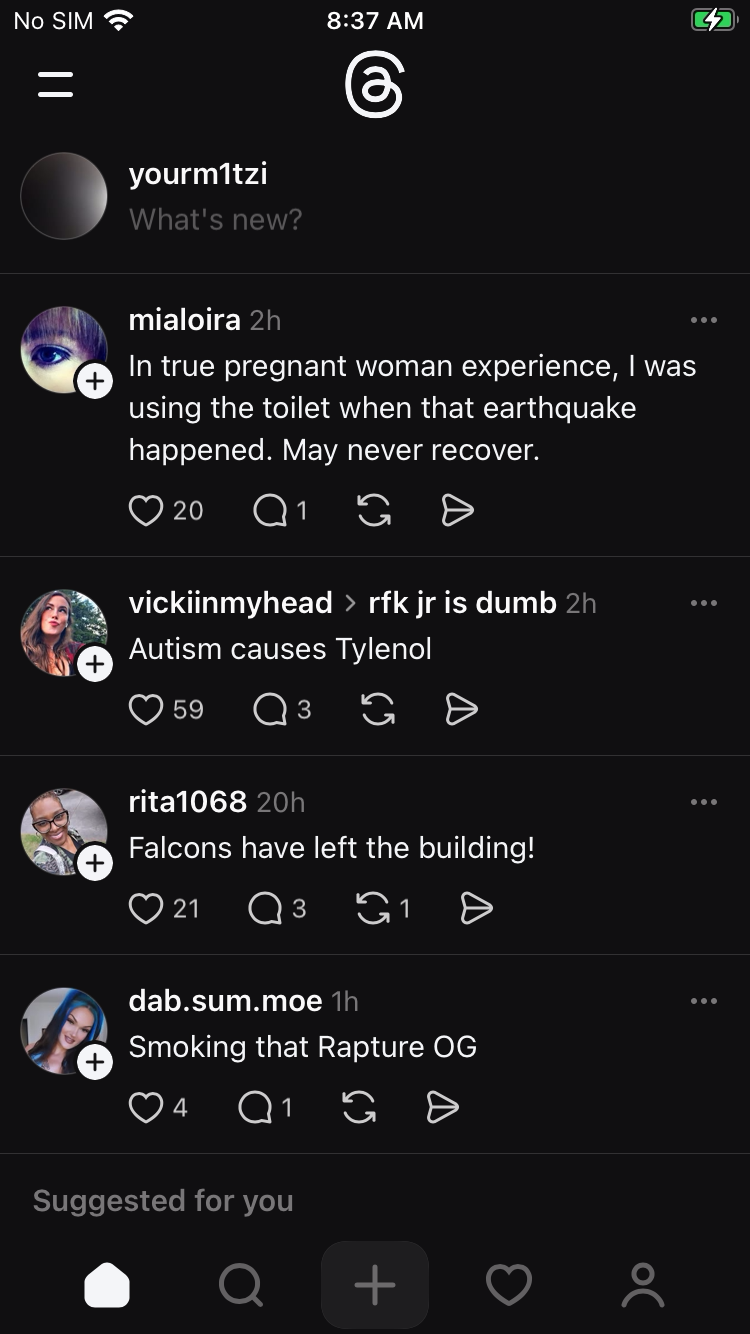 No SIM 8:37 AM
yourm1tzi
What's new?
mialoira 2h
In true pregnant woman experience, I was
using the toilet when that earthquake
happened. May never recover.
20 1
vickiinmyhead > rfk jr is dumb 2h
Autism causes Tylenol
59 3
rita1068 20h
Falcons have left the building!
21 3 1
dab.sum.moe 1h
Smoking that Rapture OG
4 1
Suggested for you